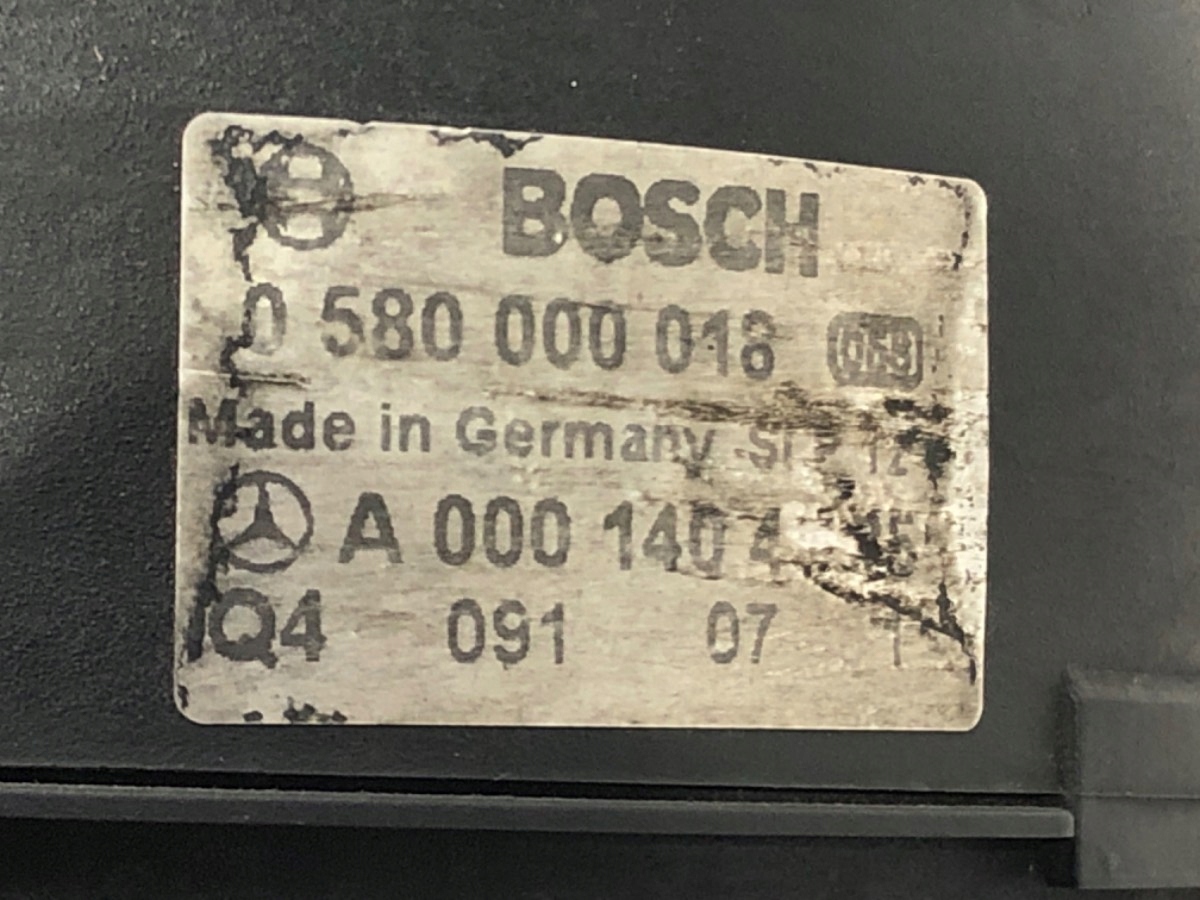 BOSCH
0 580 000 018
Made in Germany
A 000 140
Q4 091 07